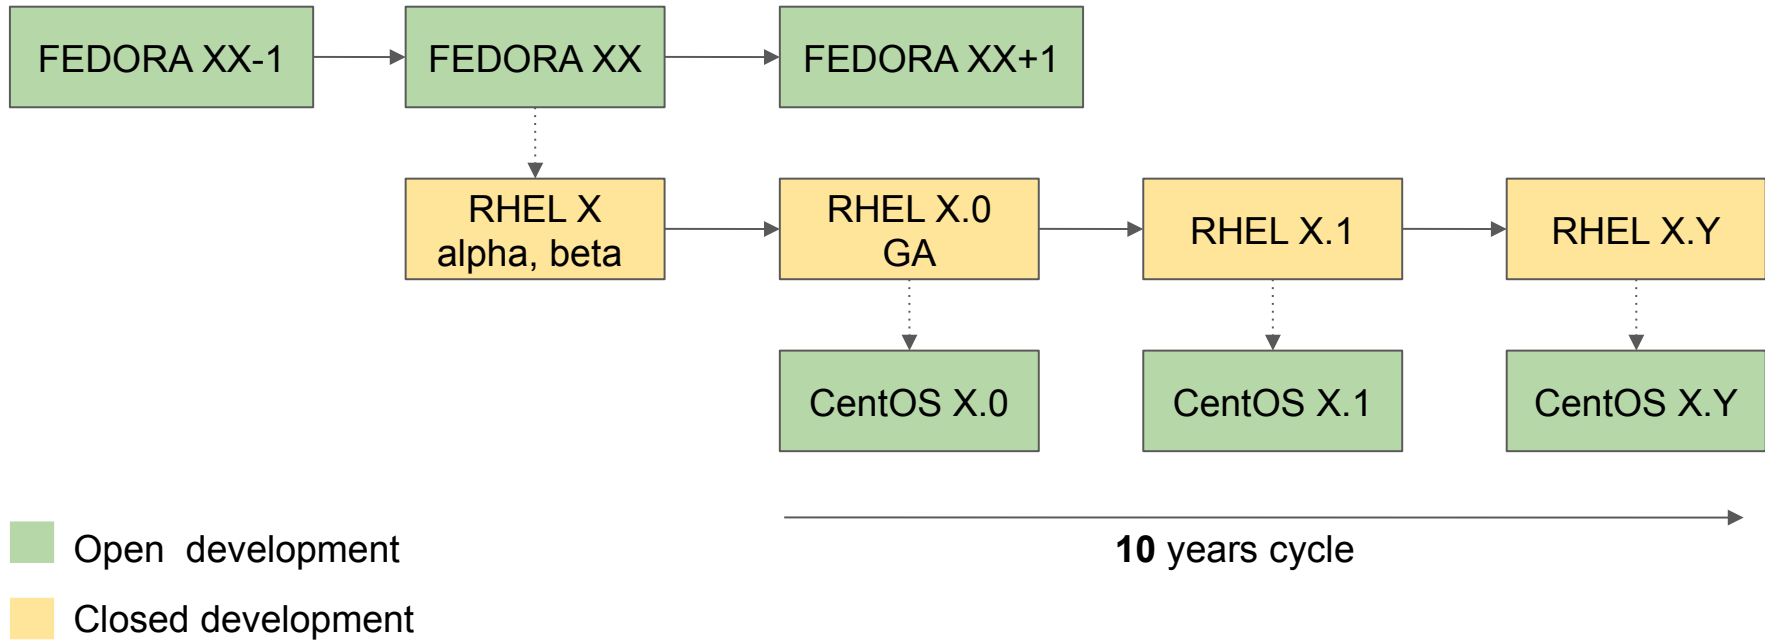 FEDORA XX-1
FEDORA XX
FEDORA XX+1
RHEL X
alpha, beta
RHEL X.0
GA
RHEL X.1
RHEL X.Y
CentOS X.0
CentOS X.1
CentOS X.Y
Open  development
10 years cycle
Closed development